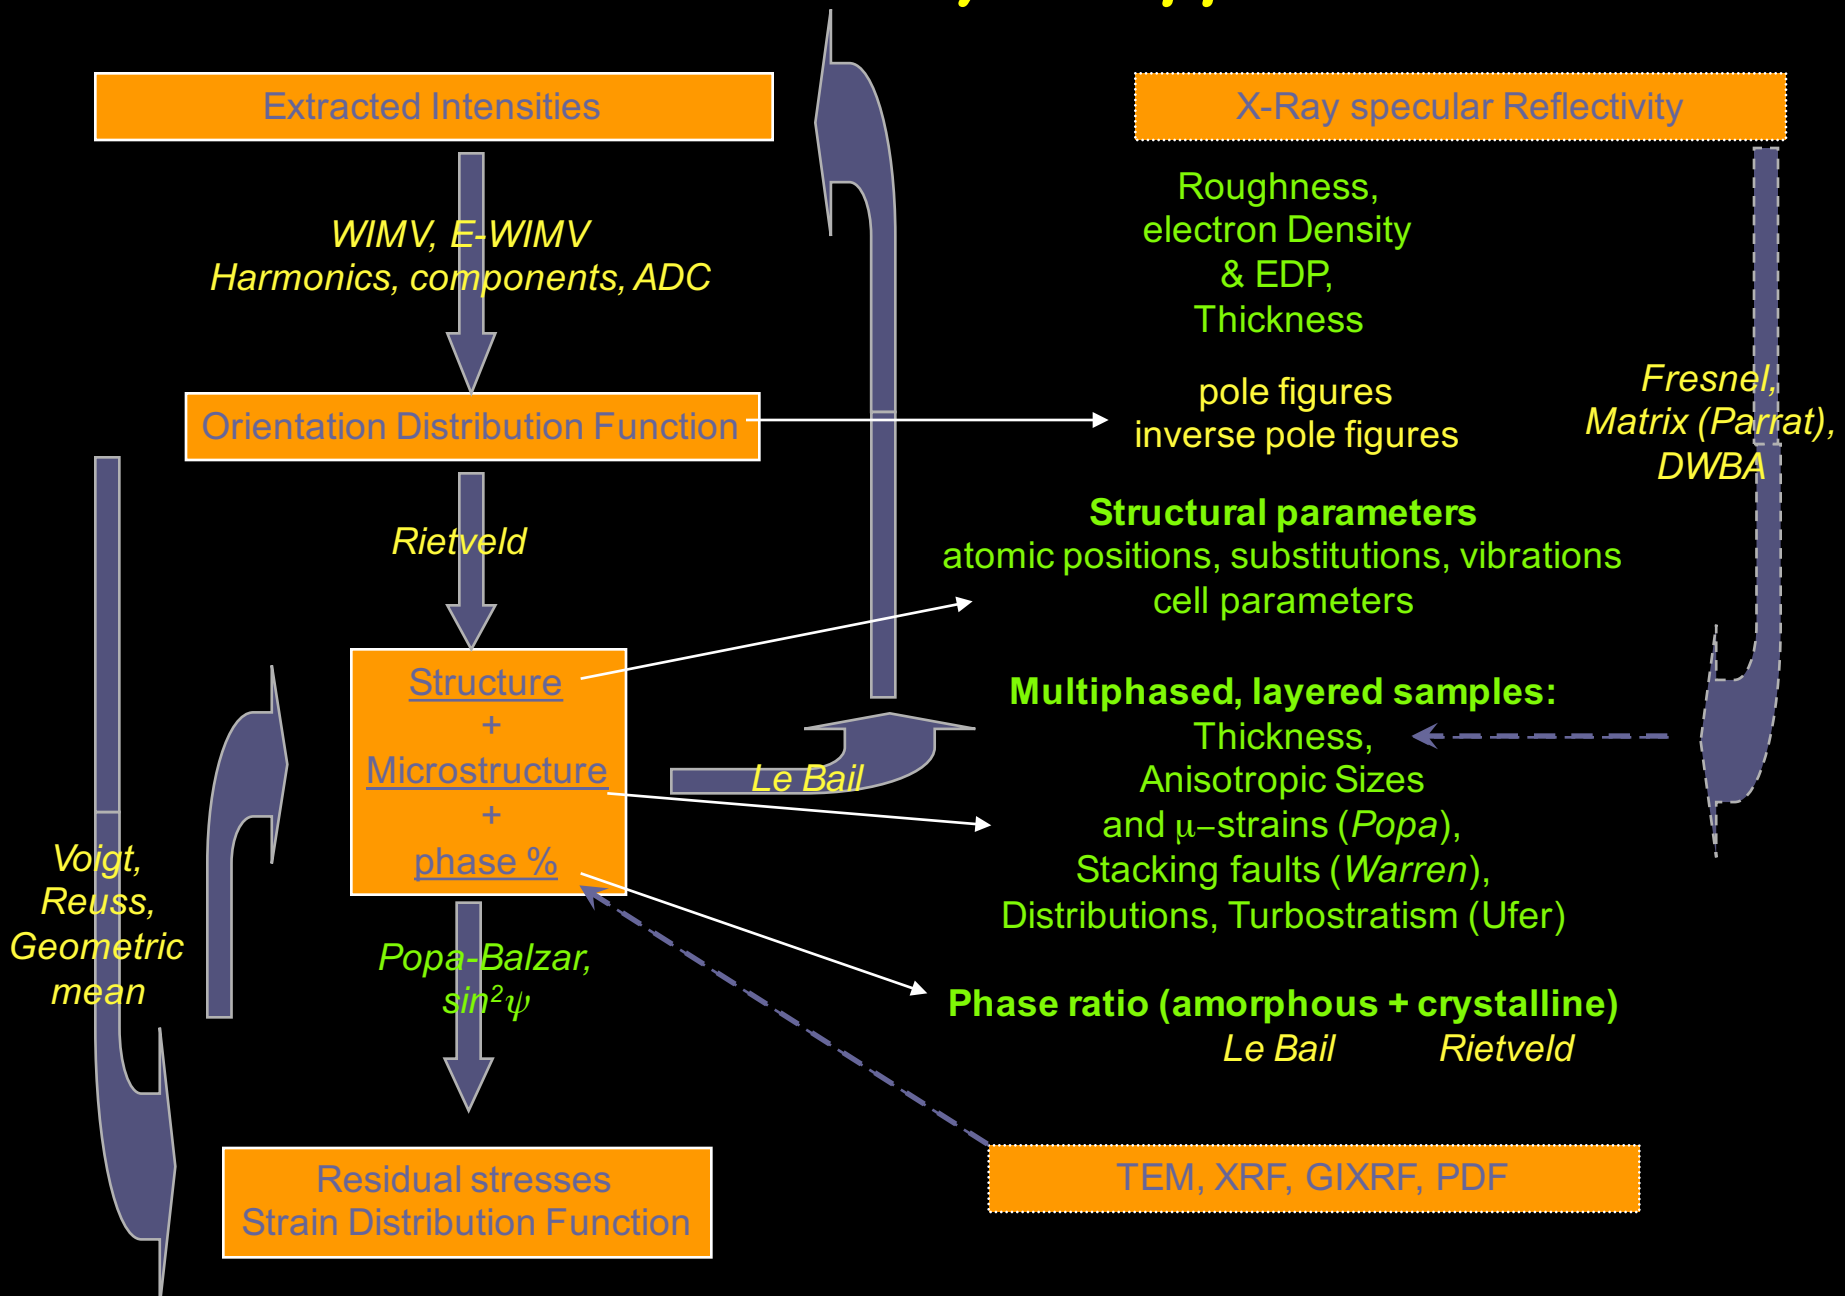 Extracted Intensities
X-Ray specular Reflectivity
WIMV, E-WIMV
Harmonics, components, ADC
Roughness,
electron Density
& EDP,
Thickness
Orientation Distribution Function
pole figures
inverse pole figures
Fresnel,
Matrix (Parrat),
DWBA
Rietveld
Structural parameters
atomic positions, substitutions, vibrations
cell parameters
Structure
+
Microstructure
+
phase %
Le Bail
Multiphased, layered samples:
Thickness,
Anisotropic Sizes
and μ–strains (Popa),
Stacking faults (Warren),
Distributions, Turbostratism (Ufer)
Voigt,
Reuss,
Geometric
mean
Popa-Balzar,
sin²ψ
Phase ratio (amorphous + crystalline)
Le Bail Rietveld
Residual stresses
Strain Distribution Function
TEM, XRF, GIXRF, PDF